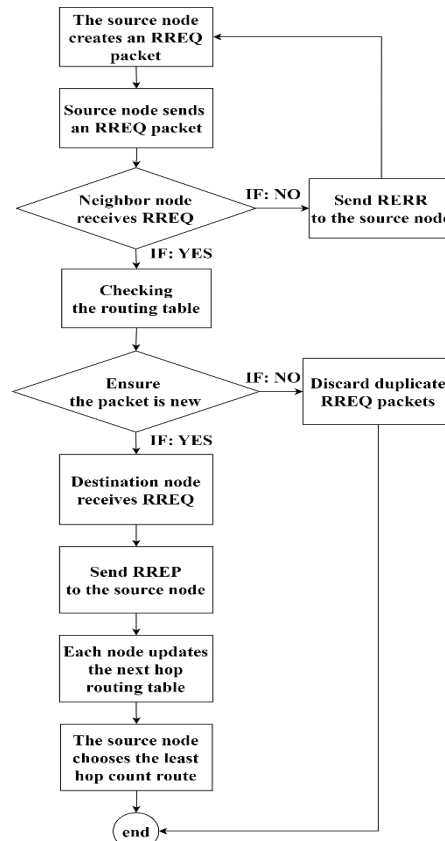 The source node
creates an RREQ
packet
Source node sends
an RREQ packet
Neighbor node
receives RREQ
IF: NO
Send RERR
to the source node
IF: YES
Checking
the routing table
Ensure
the packet is new
IF: NO
Discard duplicate
RREQ packets
IF: YES
Destination node
receives RREQ
Send RREP
to the source node
Each node updates
the next hop
routing table
The source node
chooses the least
hop count route
end